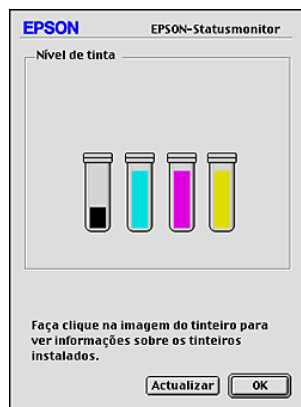 EPSON EPSON-Statusmonitor
Nível de tinta
Faça clique na imagem do tinteiro para
ver informações sobre os tinteiros
instalados.
Actualizar OK